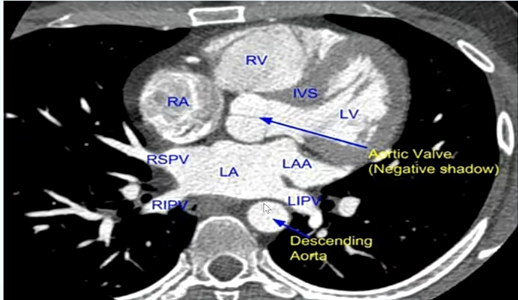 RV
IVS
RA
LV
Aortic Valve
(Negative shadow)
RSPV
LA
LAA
RIPV
LIPV
Descending
Aorta